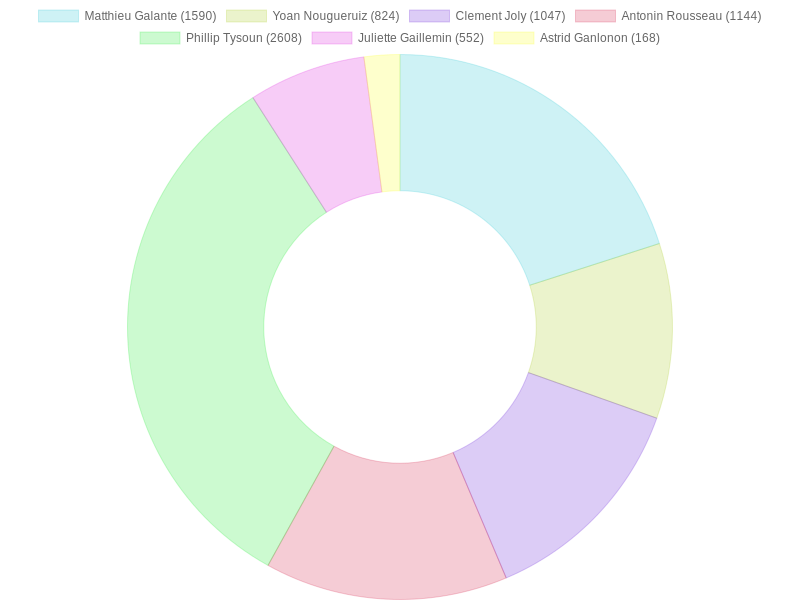 Matthieu Galante (1590) Yoan Nougueruiz (824) Clement Joly (1047) Antonin Rousseau (1144)
Phillip Tysoun (2608) Juliette Gaillemin (552) Astrid Ganlonon (168)